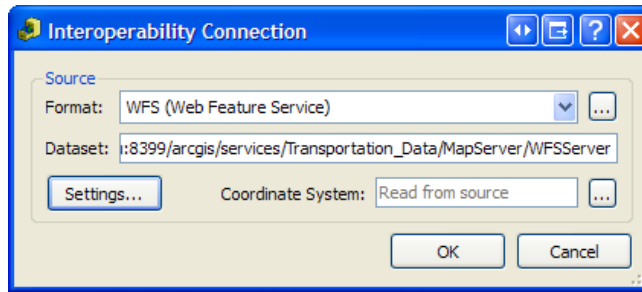 Interoperability Connection
Source
Format: WFS (Web Feature Service) ...
Dataset: :8399/arcgis/services/Transportation_Data/MapServer/WFSServer
Settings... Coordinate System: Read from source ...
OK Cancel